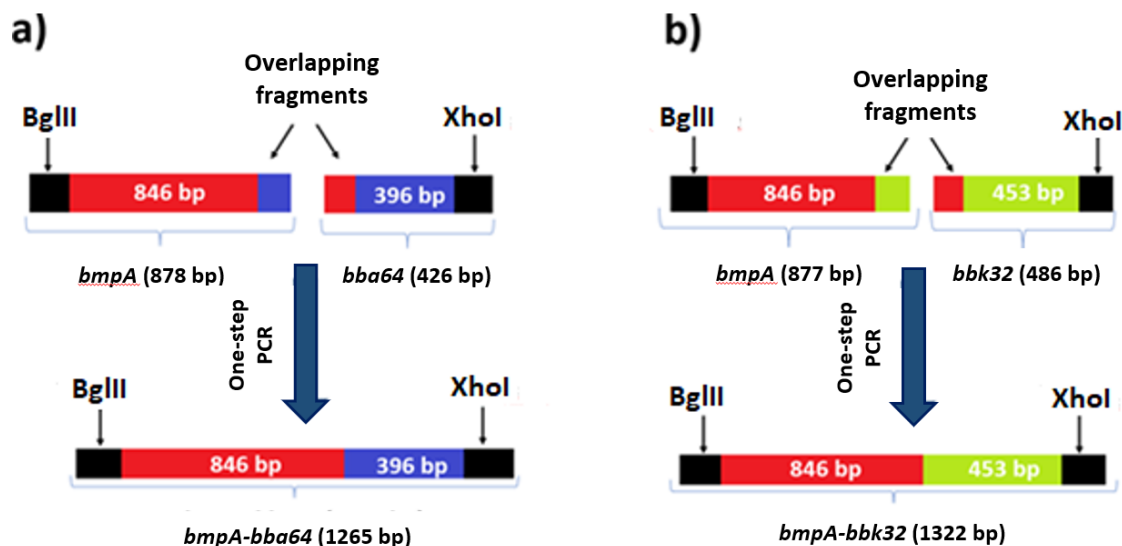 a)
Overlapping
fragments
BglII
XhoI
846 bp
396 bp
bmpA (878 bp)
bba64 (426 bp)
One-step
PCR
BglII
XhoI
846 bp
396 bp
bmpA-bba64 (1265 bp)
b)
Overlapping
fragments
BglII
XhoI
846 bp
453 bp
bmpA (877 bp)
bbk32 (486 bp)
One-step
PCR
BglII
XhoI
846 bp
453 bp
bmpA-bbk32 (1322 bp)